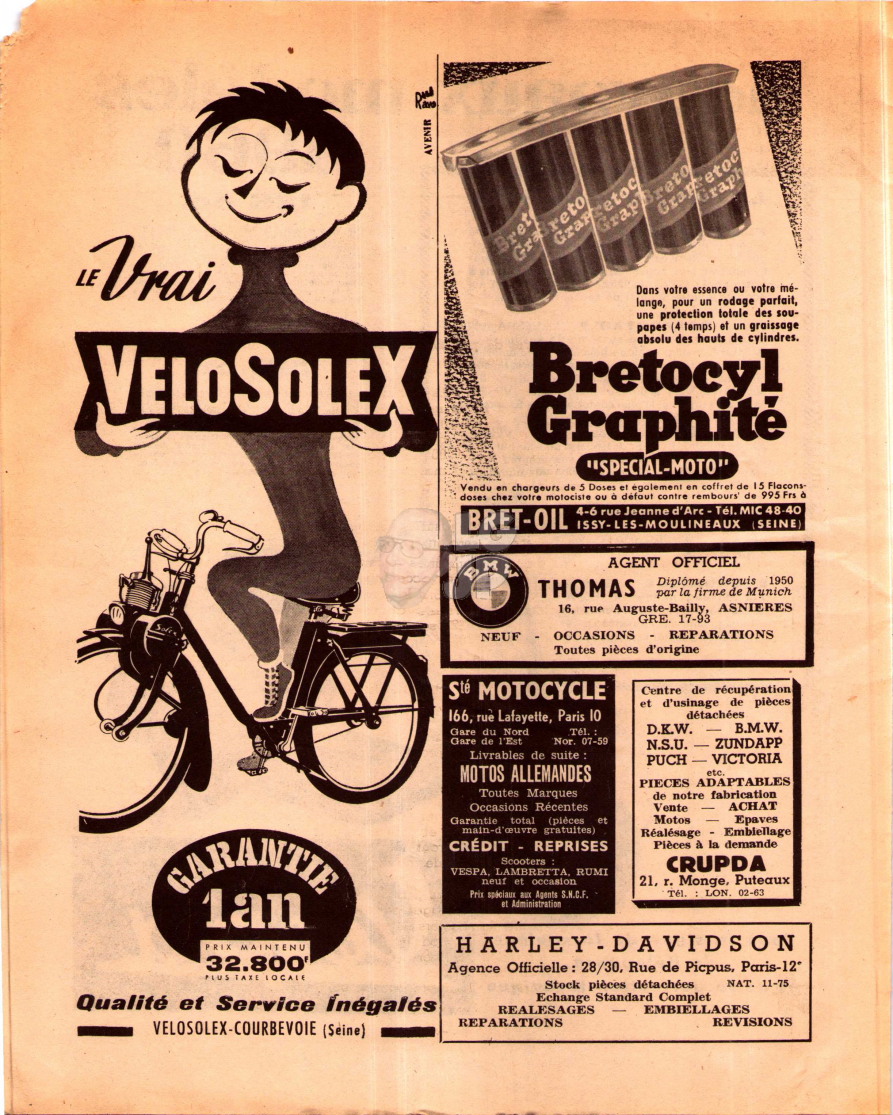 LE Vrai
VELOSOLEX
Solex
GARANTIE
1an
PRIX MAINTENU
32.800F
PLUS TAXE LOCALE
Qualité et Service inégalés
VELOSOLEX-COURBEVOIE (Seine)
AVENIR
Bretocyl
Graphité
Dans votre essence ou votre mé-
lange, pour un rodage parfait,
une protection totale des sou-
papes (4 temps) et un graissage
absolu des hauts de cylindres.
Bretocyl
Graphité
"SPECIAL-MOTO"
Vendu en chargeurs de 5 Doses et également en coffret de 15 Flacons-
doses chez votre motociste ou à défaut contre rembours' de 995 Frs à
BRET-OIL 4-6 rue Jeanne d'Arc - Tél. MIC 48-40
ISSY-LES-MOULINEAUX (SEINE)
BMW
AGENT OFFICIEL
THOMAS Diplômé depuis 1950
par la firme de Munich
16, rue Auguste-Bailly, ASNIERES
GRE. 17-93
NEUF - OCCASIONS - REPARATIONS
Toutes pièces d'origine
Sté MOTOCYCLE
166, rue Lafayette, Paris 10
Gare du Nord Tél. :
Gare de l'Est Nor. 07-59
Livrables de suite :
MOTOS ALLEMANDES
Toutes Marques
Occasions Récentes
Garantie total (pièces et
main-d'œuvre gratuites)
CRÉDIT - REPRISES
Scooters :
VESPA, LAMBRETTA, RUMI
neuf et occasion
Prix spéciaux aux Agents S.N.C.F.
et Administration
Centre de récupération
et d'usinage de pièces
détachées
D.K.W. — B.M.W.
N.S.U. — ZUNDAPP
PUCH — VICTORIA
etc.
PIECES ADAPTABLES
de notre fabrication
Vente — ACHAT
Motos — Epaves
Réalésage - Embiellage
Pièces à la demande
CRUPDA
21, r. Monge, Puteaux
Tél. : LON. 02-63
HARLEY-DAVIDSON
Agence Officielle : 28/30, Rue de Picpus, Paris-12e
Stock pièces détachées NAT. 11-75
Echange Standard Complet
REALESAGES — EMBIELLAGES
REPARATIONS REVISIONS